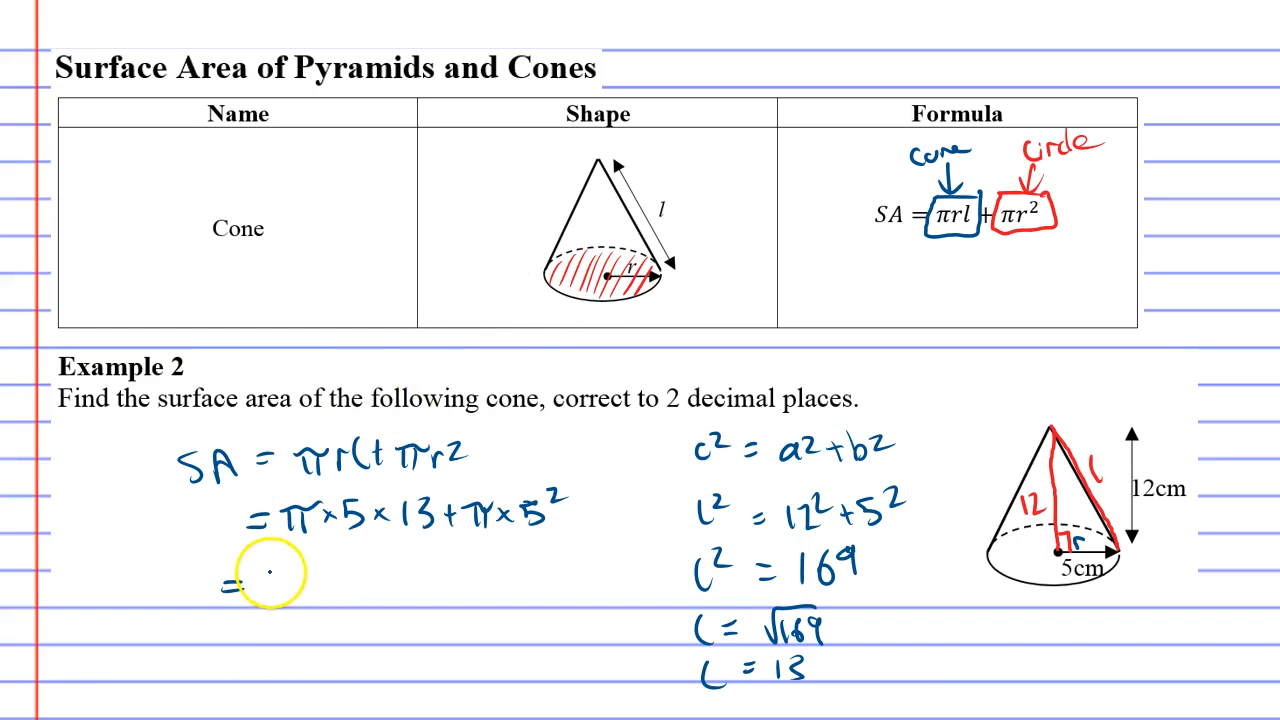 Surface Area of Pyramids and Cones
Name Shape Formula
cone circle
Cone l r SA = πrl + πr²
Example 2
Find the surface area of the following cone, correct to 2 decimal places.
SA = πrl + πr²
= π × 5 × 13 + π × 5²
=
c² = a² + b²
l² = 12² + 5²
l² = 169
l = √169
l = 13
12 l 12cm
r
5cm